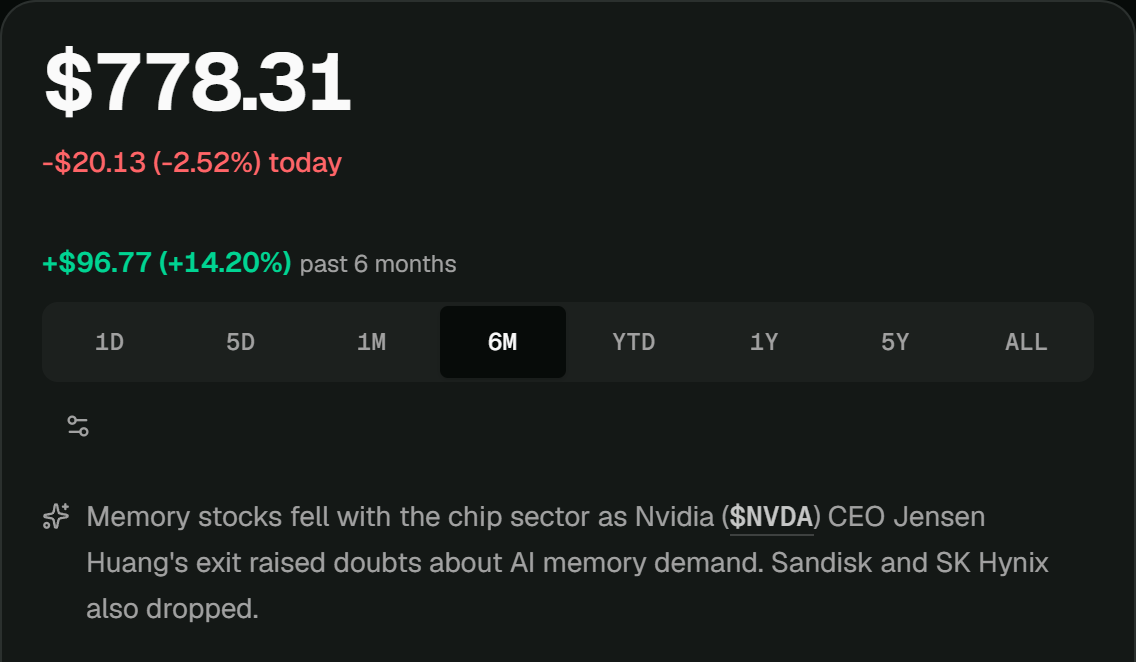 $778.31
-$20.13 (-2.52%) today
+$96.77 (+14.20%) past 6 months
1D 5D 1M 6M YTD 1Y 5Y ALL
Memory stocks fell with the chip sector as Nvidia ($NVDA) CEO Jensen
Huang's exit raised doubts about AI memory demand. Sandisk and SK Hynix
also dropped.